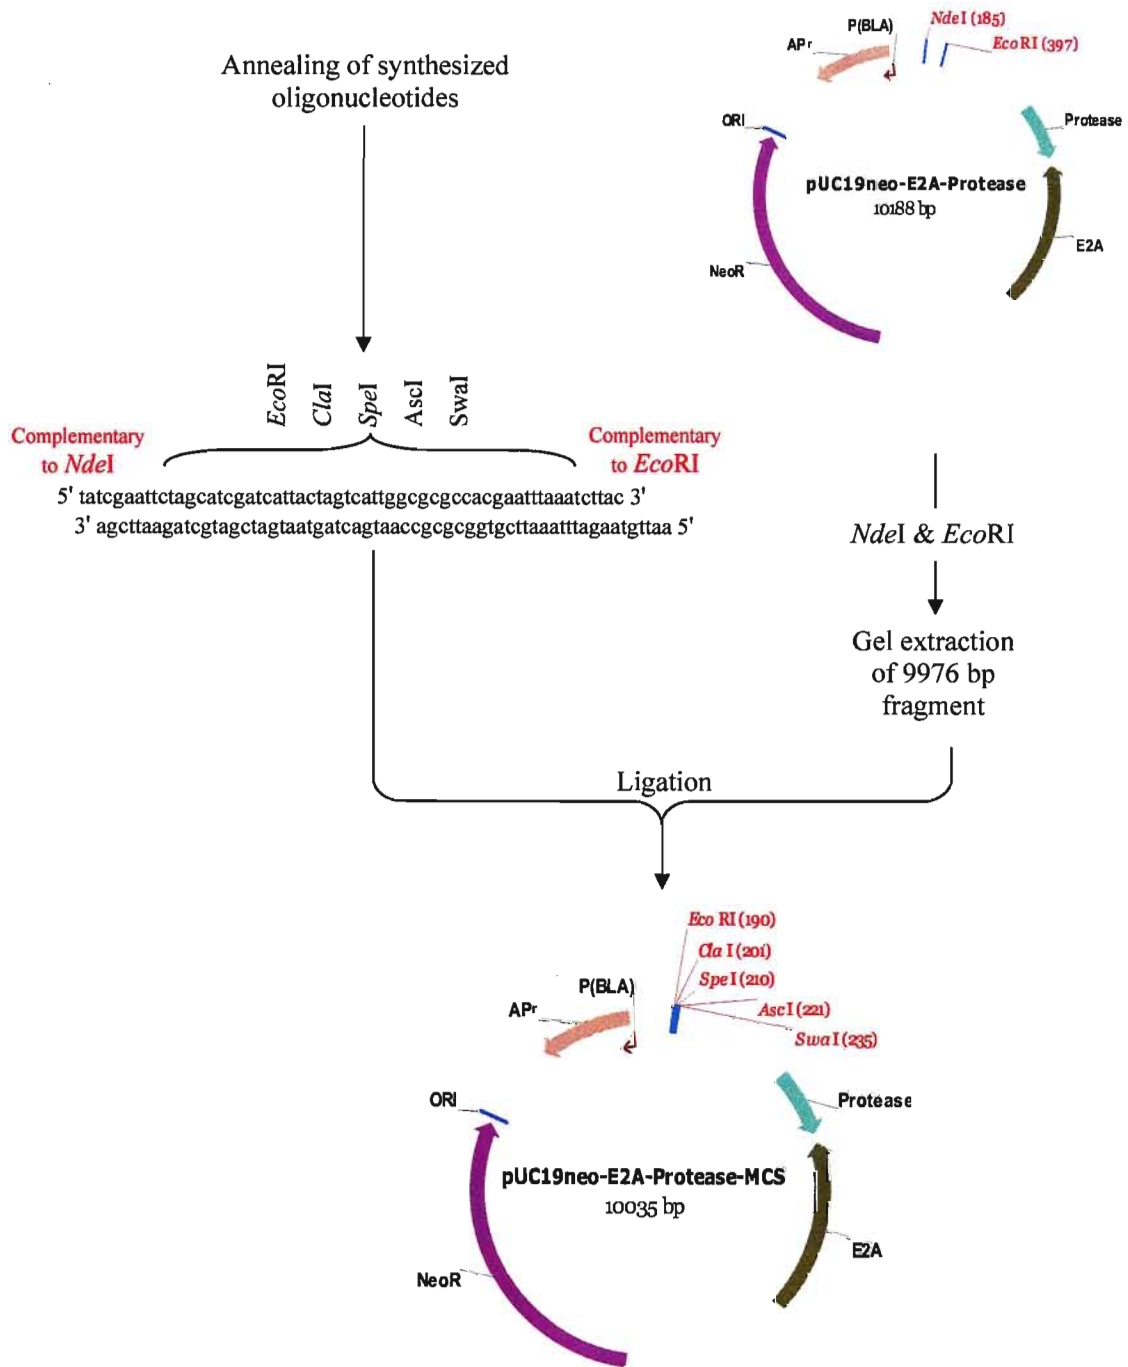 Annealing of synthesized
oligonucleotides
P(BLA)
NdeI (185)
APr
EcoRI (397)
ORI
Protease
pUC19neo-E2A-Protease
10188 bp
E2A
NeoR
EcoRI
ClaI
SpeI
AscI
SwaI
Complementary
to NdeI
Complementary
to EcoRI
5' tatcgaattctagcatcgatcattactagtcattggcgcgccacgaatttaaatcttac 3'
3' agcttaagatcgtagctagtaatgatcagtaaccgcgcggtgcttaaatttagaatgttaa 5'
NdeI & EcoRI
Gel extraction
of 9976 bp
fragment
Ligation
Eco RI (190)
Cla I (201)
Spe I (210)
AscI (221)
Swa I (235)
P(BLA)
APr
ORI
Protease
pUC19neo-E2A-Protease-MCS
10035 bp
E2A
NeoR